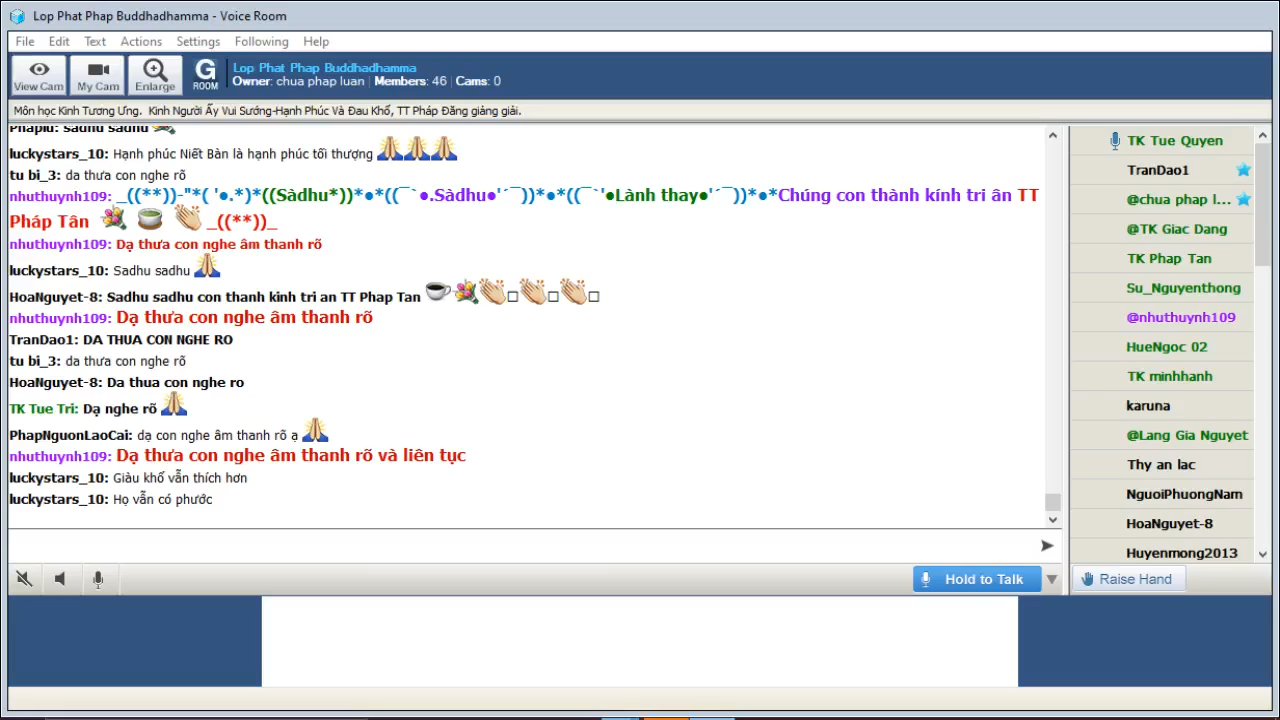 Lop Phat Phap Buddhadhamma - Voice Room
File Edit Text Actions Settings Following Help
View Cam My Cam Enlarge G ROOM Lop Phat Phap Buddhadhamma
Owner: chua phap luan Members: 46 Cams: 0
Môn học Kinh Tương Ưng. Kinh Người Ấy Vui Sướng-Hạnh Phúc Và Đau Khổ, TT Pháp Đăng giảng giải.
Phapiu: sadhu sadhu
luckystars_10: Hạnh phúc Niết Bàn là hạnh phúc tối thượng
tu bi_3: da thưa con nghe rõ
nhuthuynh109: _((**))-"*( '●.*)*((Sàdhu*))*●*((¯`●.Sàdhu●'´¯))*●*((¯`'●Lành thay●'´¯))*●*Chúng con thành kính tri ân TT
Pháp Tân _((**))_
nhuthuynh109: Dạ thưa con nghe âm thanh rõ
luckystars_10: Sadhu sadhu
HoaNguyet-8: Sadhu sadhu con thanh kinh tri an TT Phap Tan
nhuthuynh109: Dạ thưa con nghe âm thanh rõ
TranDao1: DA THUA CON NGHE RO
tu bi_3: da thưa con nghe rõ
HoaNguyet-8: Da thua con nghe ro
TK Tue Tri: Dạ nghe rõ
PhapNguonLaoCai: dạ con nghe âm thanh rõ ạ
nhuthuynh109: Dạ thưa con nghe âm thanh rõ và liên tục
luckystars_10: Giàu khổ vẫn thích hơn
luckystars_10: Họ vẫn có phước
TK Tue Quyen
TranDao1
@chua phap l...
@TK Giac Dang
TK Phap Tan
Su_Nguyenthong
@nhuthuynh109
HueNgoc 02
TK minhhanh
karuna
@Lang Gia Nguyet
Thy an lac
NguoiPhuongNam
HoaNguyet-8
Huyenmong2013
Hold to Talk
Raise Hand